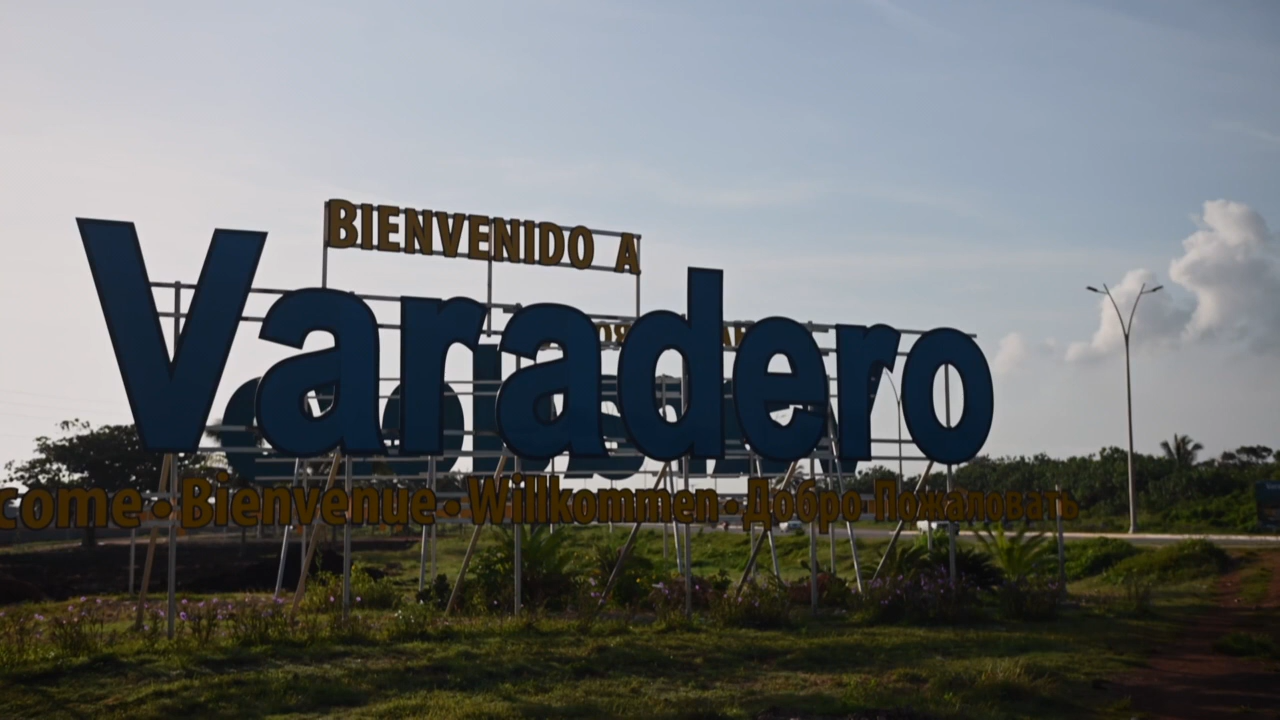 BIENVENIDO A
Varadero
come • Bienvenue • Willkommen • Добро Пожаловать